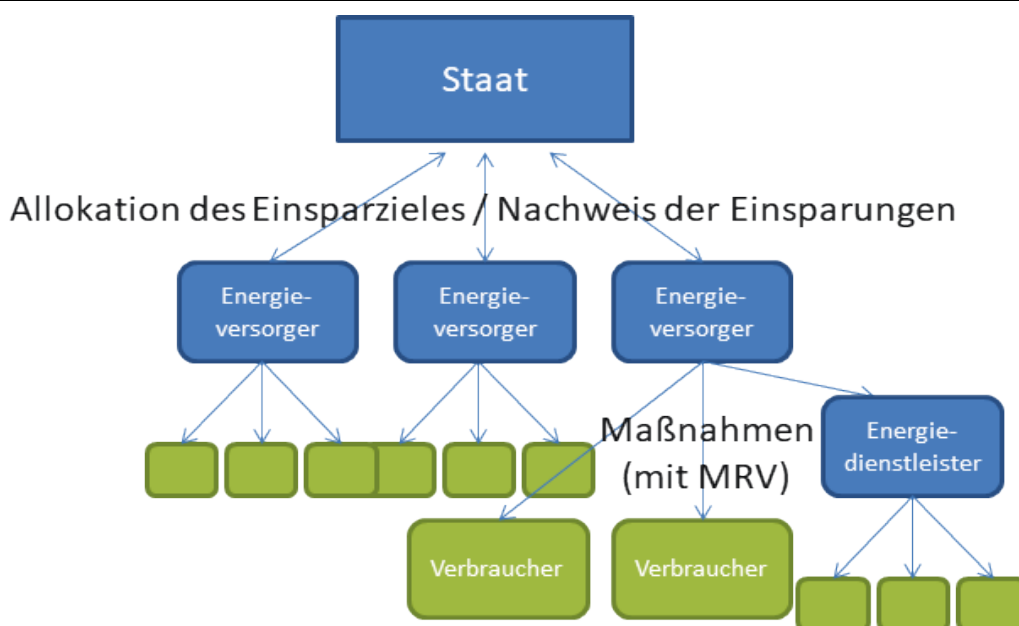 Staat
Allokation des Einsparzieles / Nachweis der Einsparungen
Energie-
versorger
Energie-
versorger
Energie-
versorger
Maßnahmen
(mit MRV)
Energie-
dienstleister
Verbraucher
Verbraucher